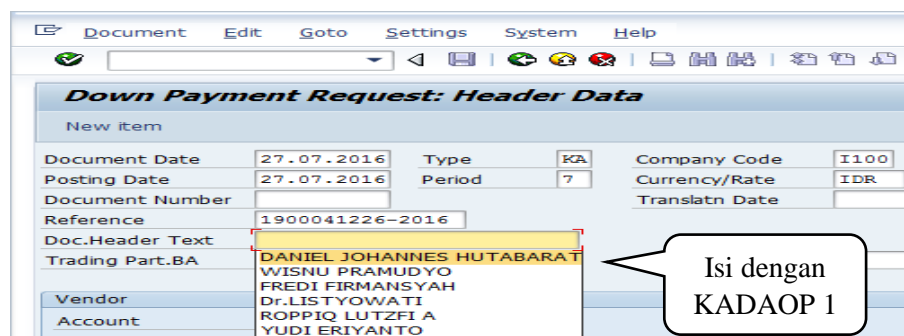 Document Edit Goto Settings System Help
Down Payment Request: Header Data
New item
Document Date 27.07.2016 Type KA Company Code I100
Posting Date 27.07.2016 Period 7 Currency/Rate IDR
Document Number Translatn Date
Reference 1900041226-2016
Doc.Header Text
Trading Part.BA DANIEL JOHANNES HUTABARAT
WISNU PRAMUDYO
FREDI FIRMANSYAH
Vendor Dr.LISTYOWATI
Account ROPPIQ LUTZFI A
YUDI ERIYANTO
Isi dengan
KADAOP 1